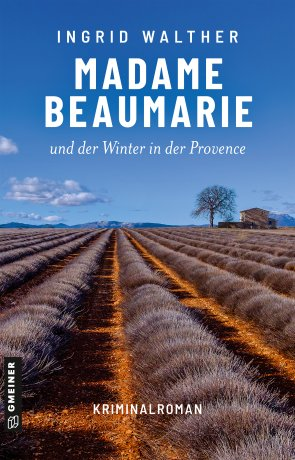 INGRID WALTHER
MADAME
BEAUMARIE
und der Winter in der Provence
KRIMINALROMAN
GMEINER